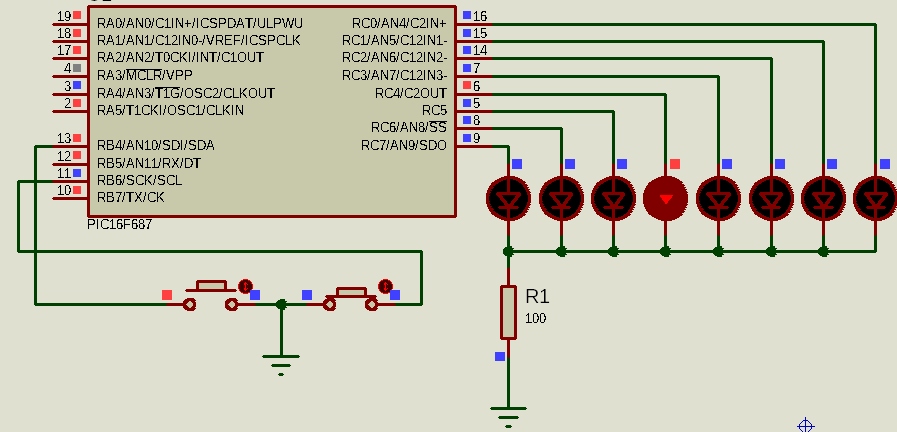 19 RA0/AN0/C1IN+/ICSPDAT/ULPWU RC0/AN4/C2IN+ 16
18 RA1/AN1/C12IN0-/VREF/ICSPCLK RC1/AN5/C12IN1- 15
17 RA2/AN2/T0CKI/INT/C1OUT RC2/AN6/C12IN2- 14
4 RA3/MCLR/VPP RC3/AN7/C12IN3- 7
3 RA4/AN3/T1G/OSC2/CLKOUT RC4/C2OUT 6
2 RA5/T1CKI/OSC1/CLKIN RC5 5
RC6/AN8/SS 8
13 RB4/AN10/SDI/SDA RC7/AN9/SDO 9
12 RB5/AN11/RX/DT
11 RB6/SCK/SCL
10 RB7/TX/CK
PIC16F687
R1
100